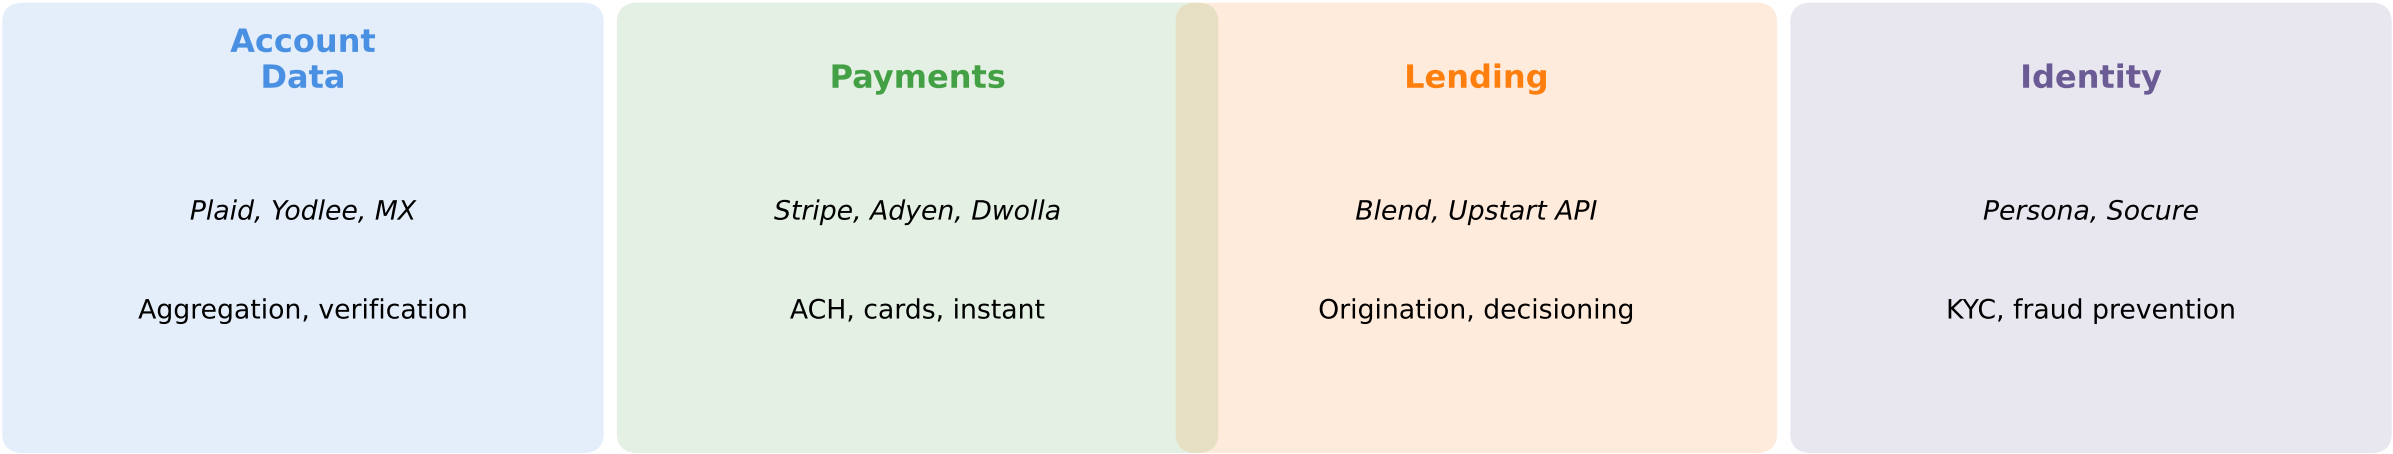 Account
Data
Plaid, Yodlee, MX
Aggregation, verification
Payments
Stripe, Adyen, Dwolla
ACH, cards, instant
Lending
Blend, Upstart API
Origination, decisioning
Identity
Persona, Socure
KYC, fraud prevention